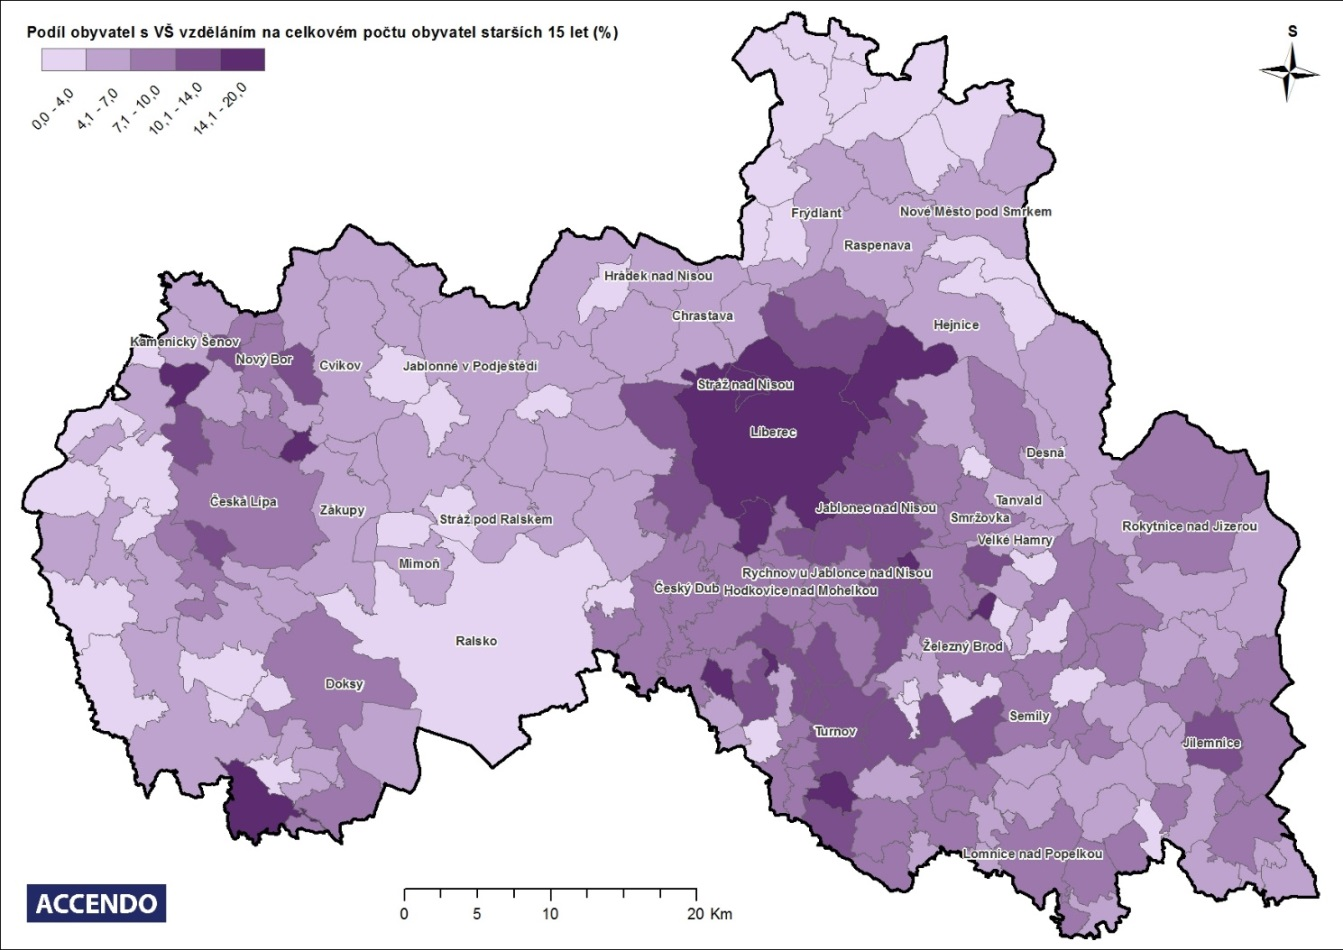 Podíl obyvatel s VŠ vzděláním na celkovém počtu obyvatel starších 15 let (%)
0,0 - 4,0
4,1 - 7,0
7,1 - 10,0
10,1 - 14,0
14,1 - 20,0
S
Frýdlant
Nové Město pod Smrkem
Raspenava
Hrádek nad Nisou
Chrastava
Hejnice
Kamenický Šenov
Nový Bor
Cvikov
Jablonné v Podještědí
Stráž nad Nisou
Liberec
Desná
Česká Lípa
Zákupy
Stráž pod Ralskem
Jablonec nad Nisou
Tanvald
Smržovka
Rokytnice nad Jizerou
Velké Hamry
Mimoň
Český Dub
Rychnov u Jablonce nad Nisou
Hodkovice nad Mohelkou
Ralsko
Železný Brod
Doksy
Semily
Turnov
Jilemnice
Lomnice nad Popelkou
ACCENDO
0 5 10 20 Km